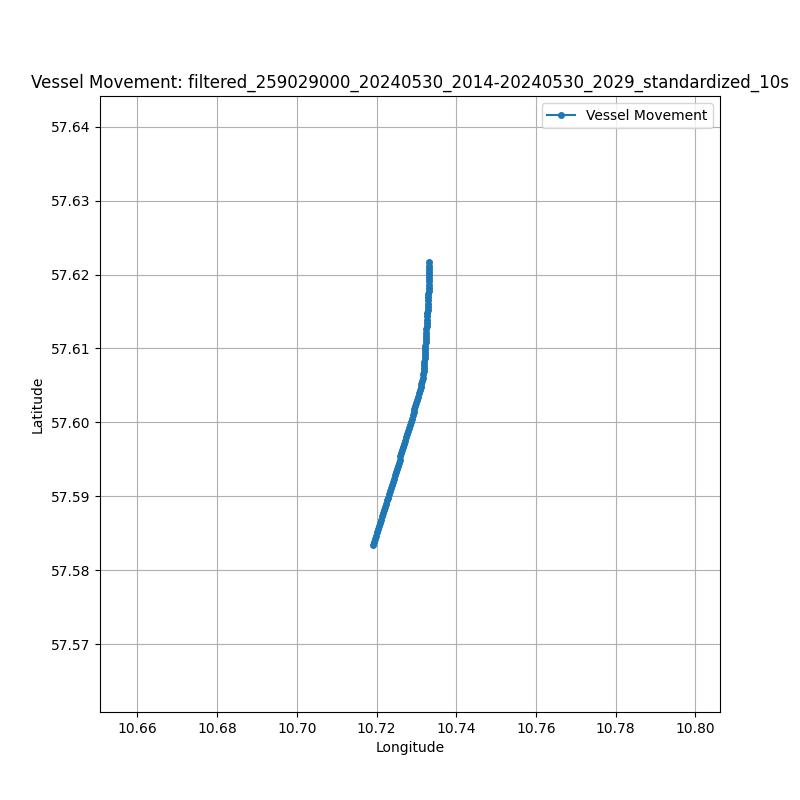 Vessel Movement: filtered_259029000_20240530_2014-20240530_2029_standardized_10s
Vessel Movement
57.64
57.63
57.62
57.61
57.60
57.59
57.58
57.57
Latitude
10.66 10.68 10.70 10.72 10.74 10.76 10.78 10.80
Longitude